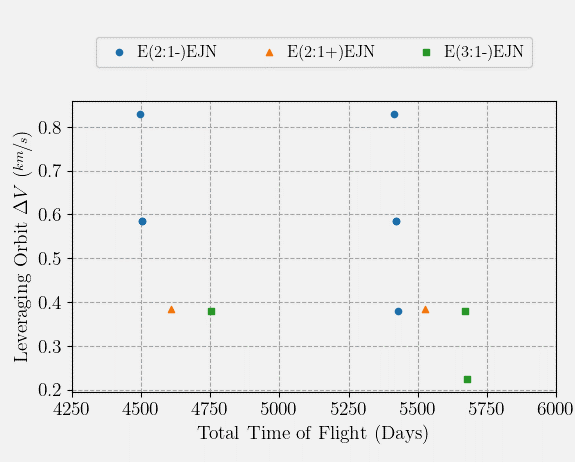 E(2:1-)EJN E(2:1+)EJN E(3:1-)EJN
Leveraging Orbit ΔV (km/s)
0.8
0.7
0.6
0.5
0.4
0.3
0.2
4250 4500 4750 5000 5250 5500 5750 6000
Total Time of Flight (Days)